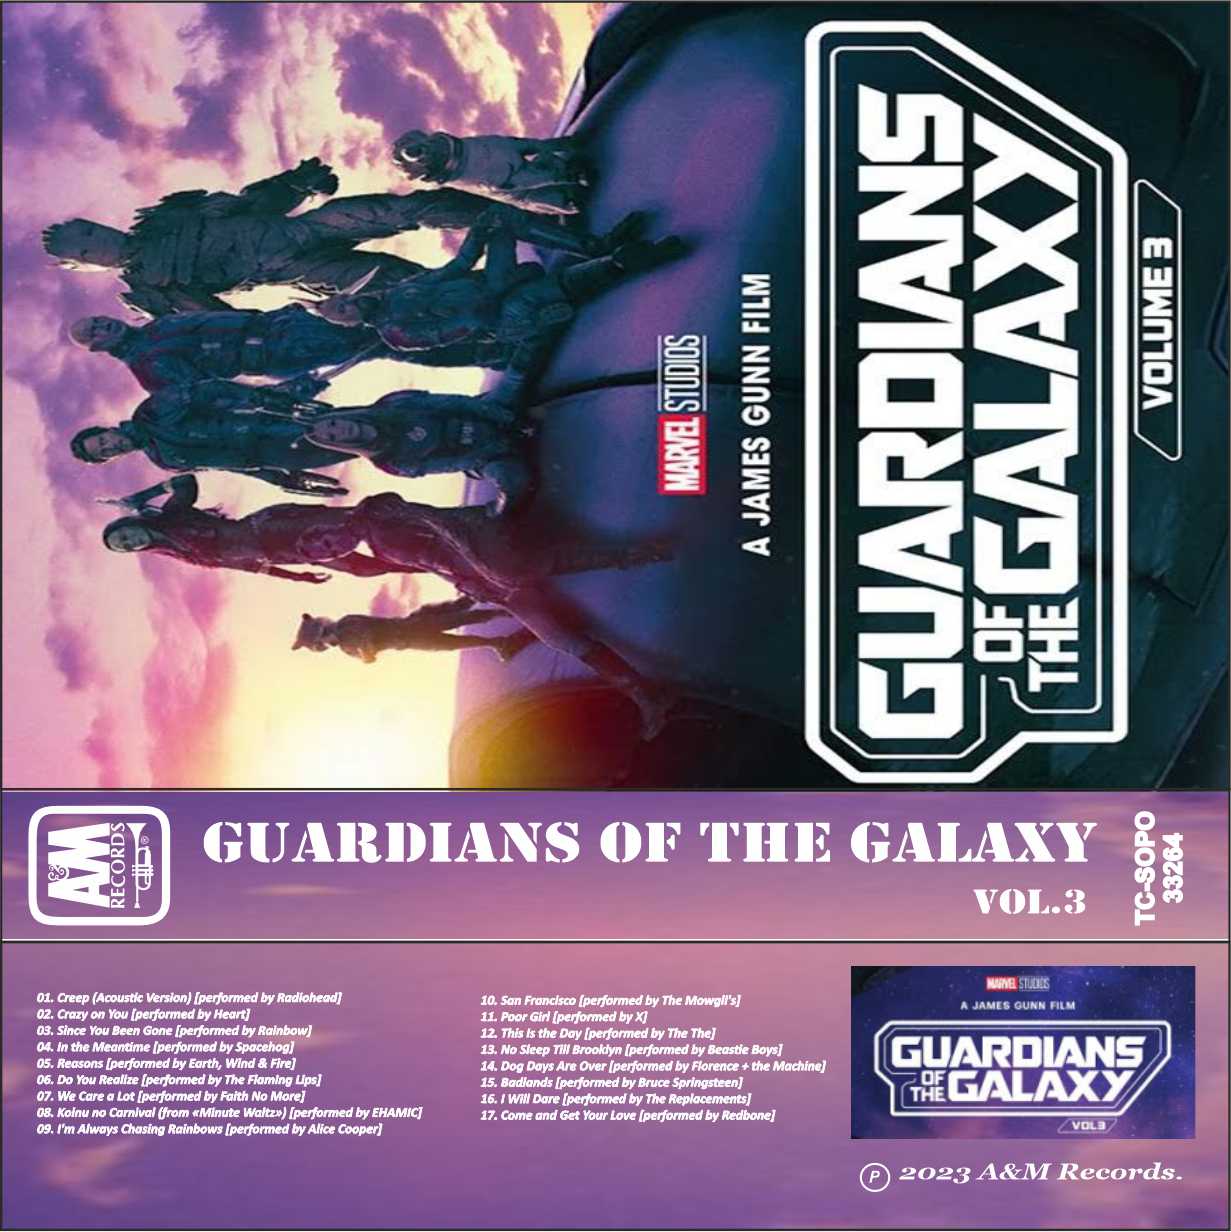 MARVEL STUDIOS
A JAMES GUNN FILM
GUARDIANS
OF THE GALAXY
VOLUME 3
A&M
RECORDS
®
GUARDIANS OF THE GALAXY
VOL.3
TC-SOPO
33264
01. Creep (Acoustic Version) [performed by Radiohead]
02. Crazy on You [performed by Heart]
03. Since You Been Gone [performed by Rainbow]
04. In the Meantime [performed by Spacehog]
05. Reasons [performed by Earth, Wind & Fire]
06. Do You Realize [performed by The Flaming Lips]
07. We Care a Lot [performed by Faith No More]
08. Koinu no Carnival (from «Minute Waltz») [performed by EHAMIC]
09. I'm Always Chasing Rainbows [performed by Alice Cooper]
10. San Francisco [performed by The Mowgli's]
11. Poor Girl [performed by X]
12. This Is the Day [performed by The The]
13. No Sleep Till Brooklyn [performed by Beastie Boys]
14. Dog Days Are Over [performed by Florence + the Machine]
15. Badlands [performed by Bruce Springsteen]
16. I Will Dare [performed by The Replacements]
17. Come and Get Your Love [performed by Redbone]
MARVEL STUDIOS
A JAMES GUNN FILM
GUARDIANS
OF THE GALAXY
VOL3
P 2023 A&M Records.